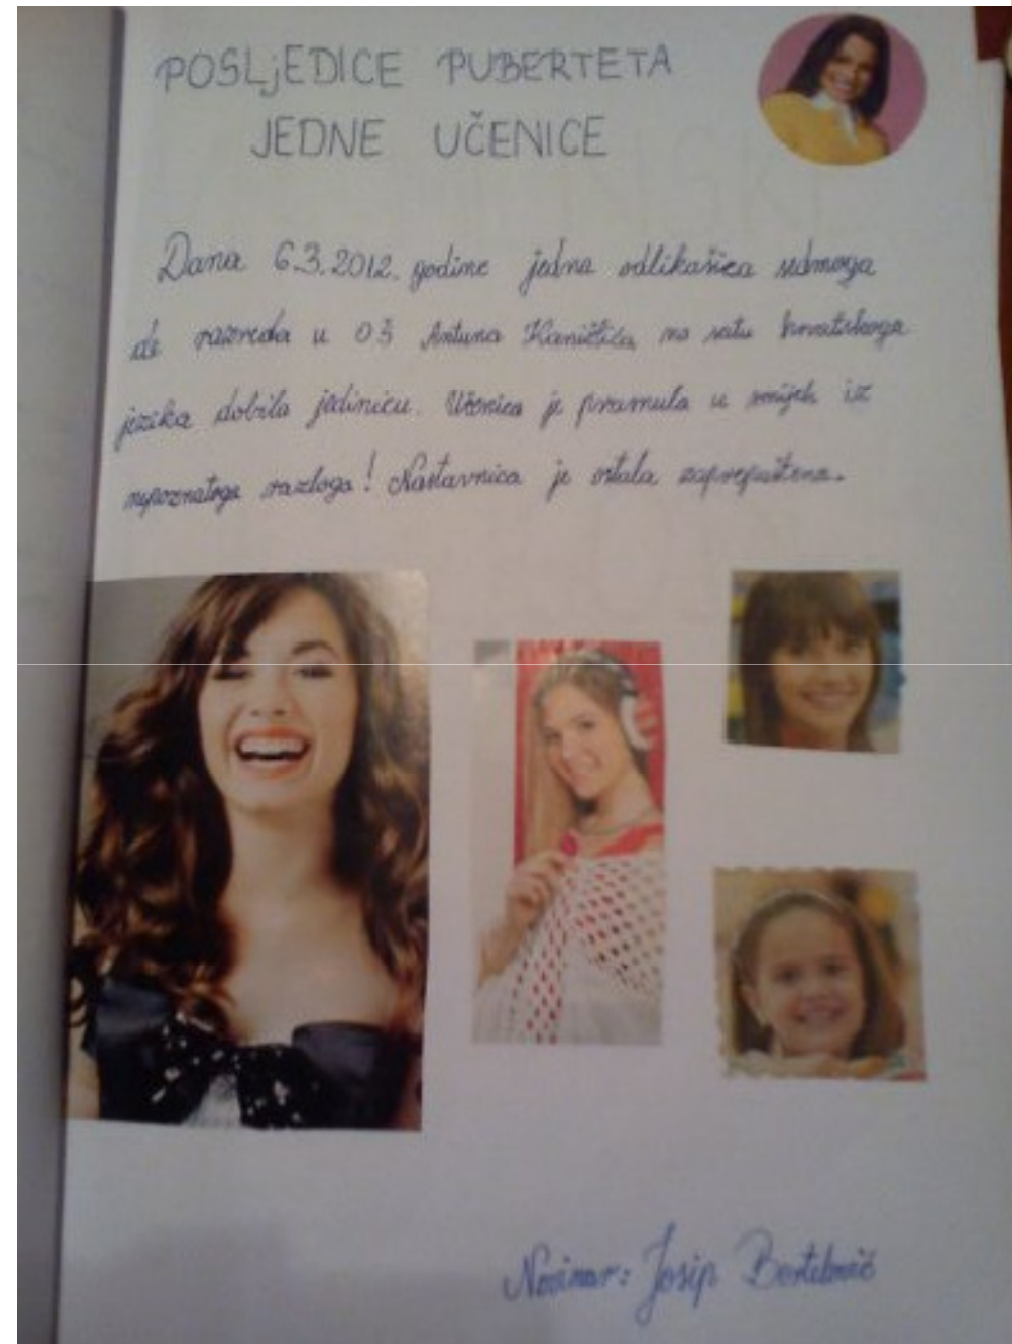 POSLJEDICE PUBERTETA
JEDNE UČENICE
Dana 6.3.2012. godine jedna odlikašica sedmoga
de razreda u OŠ Antuna Kanižlića na satu hrvatskoga
jezika dobila jedinicu. Učenica je pramula u smijeh iz
nepoznatoga razloga! Nastavnica je ostala zaprepaštena.
Novinar: Josip